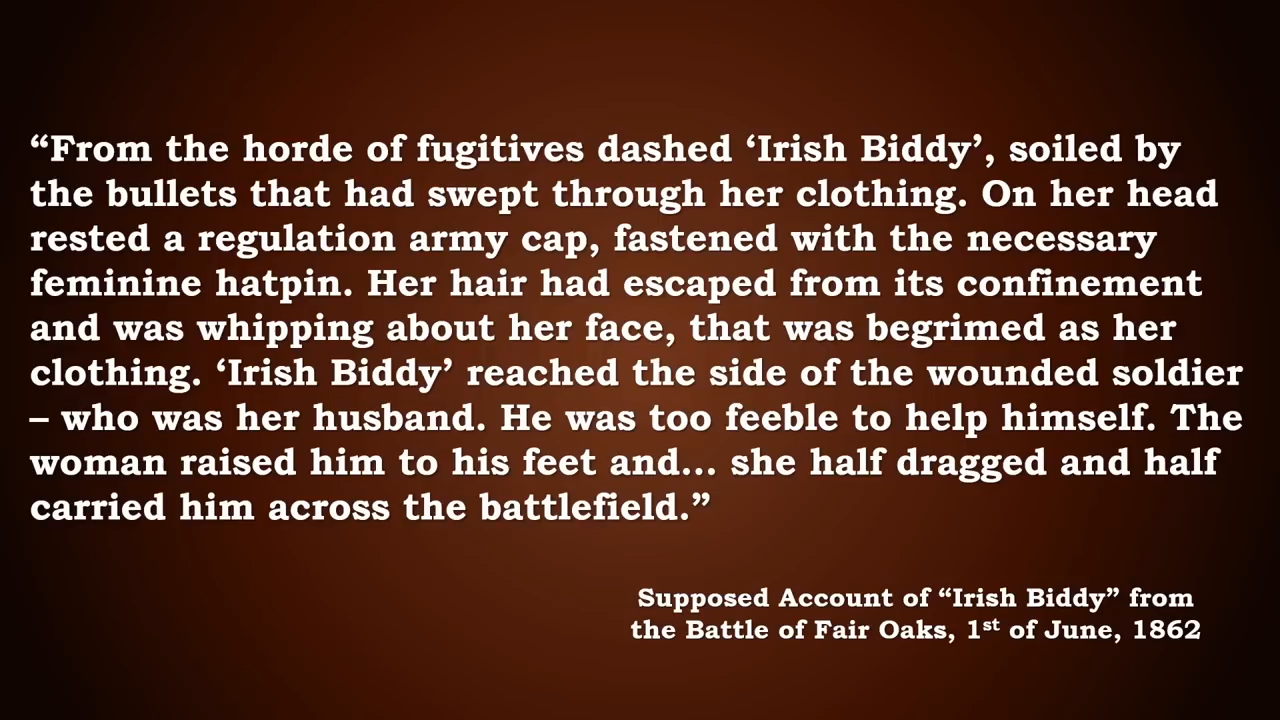 “From the horde of fugitives dashed ‘Irish Biddy’, soiled by
the bullets that had swept through her clothing. On her head
rested a regulation army cap, fastened with the necessary
feminine hatpin. Her hair had escaped from its confinement
and was whipping about her face, that was begrimed as her
clothing. ‘Irish Biddy’ reached the side of the wounded soldier
– who was her husband. He was too feeble to help himself. The
woman raised him to his feet and… she half dragged and half
carried him across the battlefield.”
Supposed Account of “Irish Biddy” from
the Battle of Fair Oaks, 1st of June, 1862